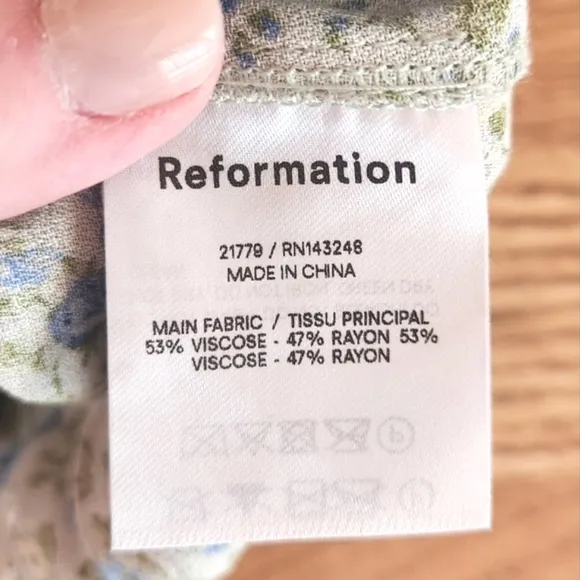 Reformation
21779 / RN143248
MADE IN CHINA
MAIN FABRIC / TISSU PRINCIPAL
53% VISCOSE - 47% RAYON 53%
VISCOSE - 47% RAYON